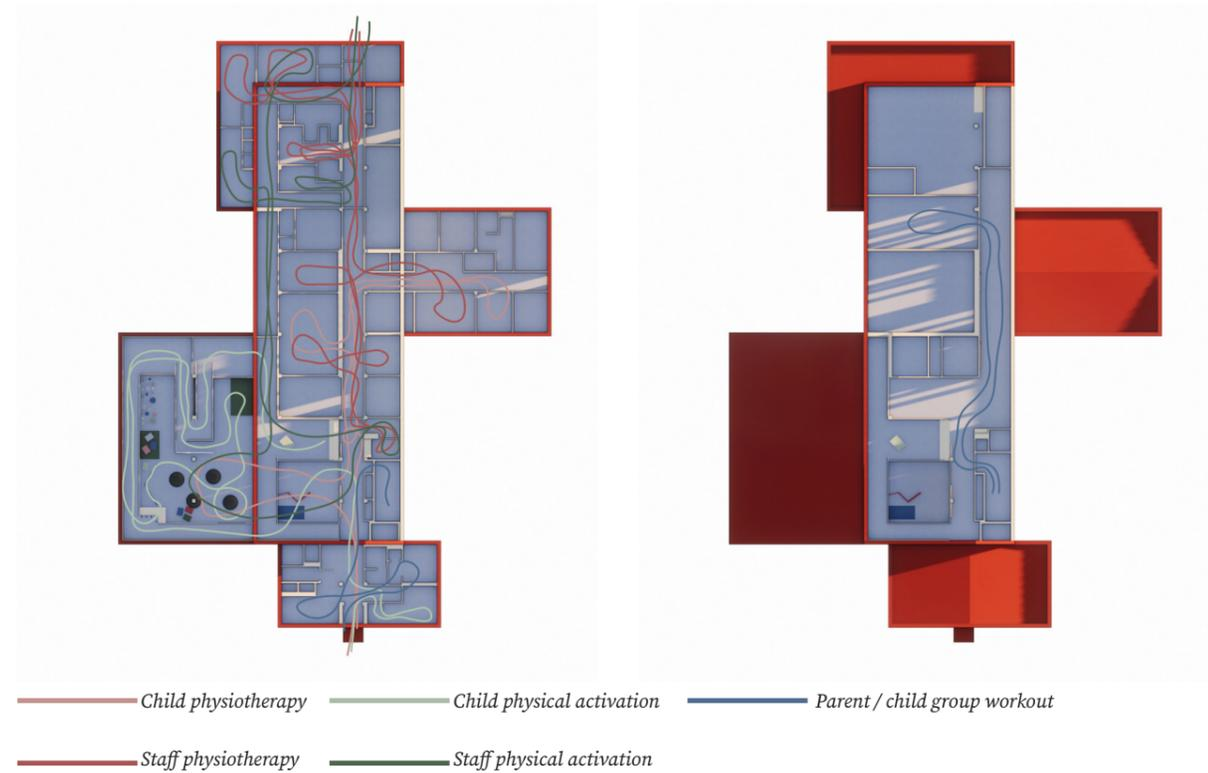 Child physiotherapy
Child physical activation
Parent / child group workout
Staff physiotherapy
Staff physical activation